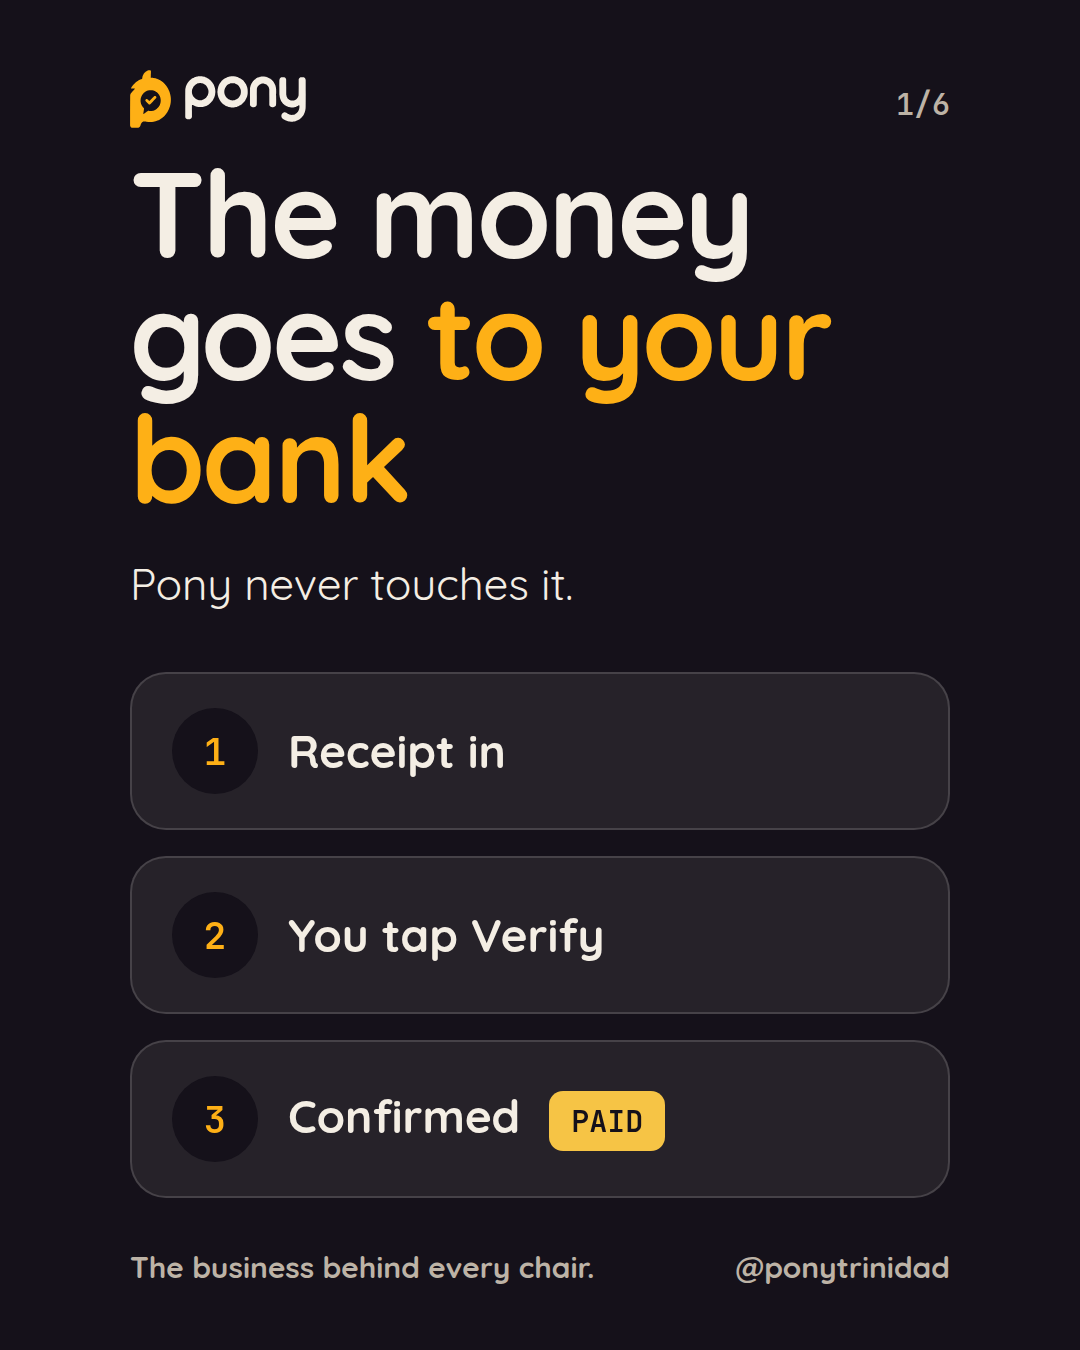 pony
1/6
The money
goes to your
bank
Pony never touches it.
1 Receipt in
2 You tap Verify
3 Confirmed PAID
The business behind every chair. @ponytrinidad